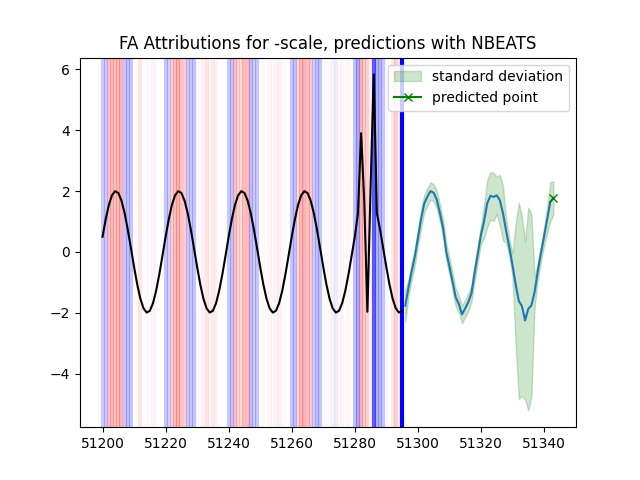 FA Attributions for -scale, predictions with NBEATS
standard deviation
predicted point
6
4
2
0
−2
−4
51200 51220 51240 51260 51280 51300 51320 51340